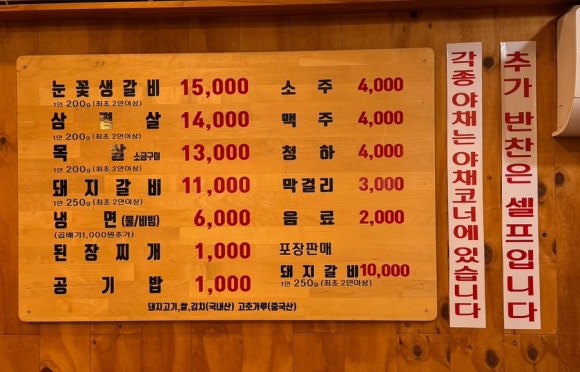 눈꽃생갈비 15,000
1인 200g (최초 2인이상)
삼겹살 14,000
1인 200g (최초 2인이상)
목살 소금구이 13,000
1인 200g (최초 2인이상)
돼지갈비 11,000
1인 250g (최초 2인이상)
냉면(물/비빔) 6,000
(곱배기1,000원추가)
된장찌개 1,000
공기밥 1,000
소주 4,000
맥주 4,000
청하 4,000
막걸리 3,000
음료 2,000
포장판매
돼지갈비 10,000
1인 250g (최초 2인이상)
돼지고기,쌀,김치(국내산) 고춧가루(중국산)
각종 야채는 야채코너에 있습니다
추가 반찬은 셀프입니다